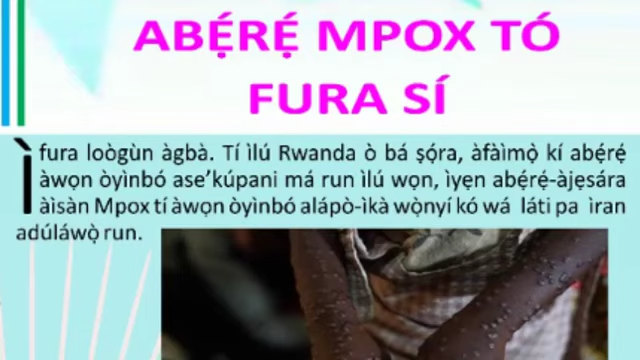 ABẸ́RẸ́ MPOX TÓ
FURA SÍ
Ìfura loògùn àgbà. Tí ìlú Rwanda ò bá ṣọ́ra, àfàìmọ̀ kí abẹ́rẹ́
àwọn òyìnbó ase’kúpani má run ìlú wọn, ìyẹn abẹ́rẹ́-àjẹsára
àìsàn Mpox tí àwọn òyìnbó alápò-ìkà wọ̀nyí kó wá láti pa ìran
adúláwọ̀ run.